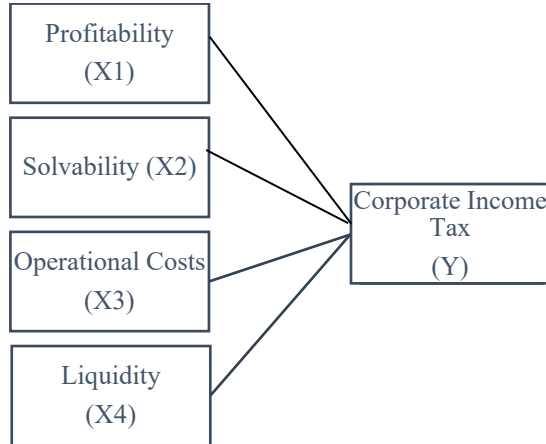 Profitability
(X1)
Solvability (X2)
Operational Costs
(X3)
Liquidity
(X4)
Corporate Income
Tax
(Y)